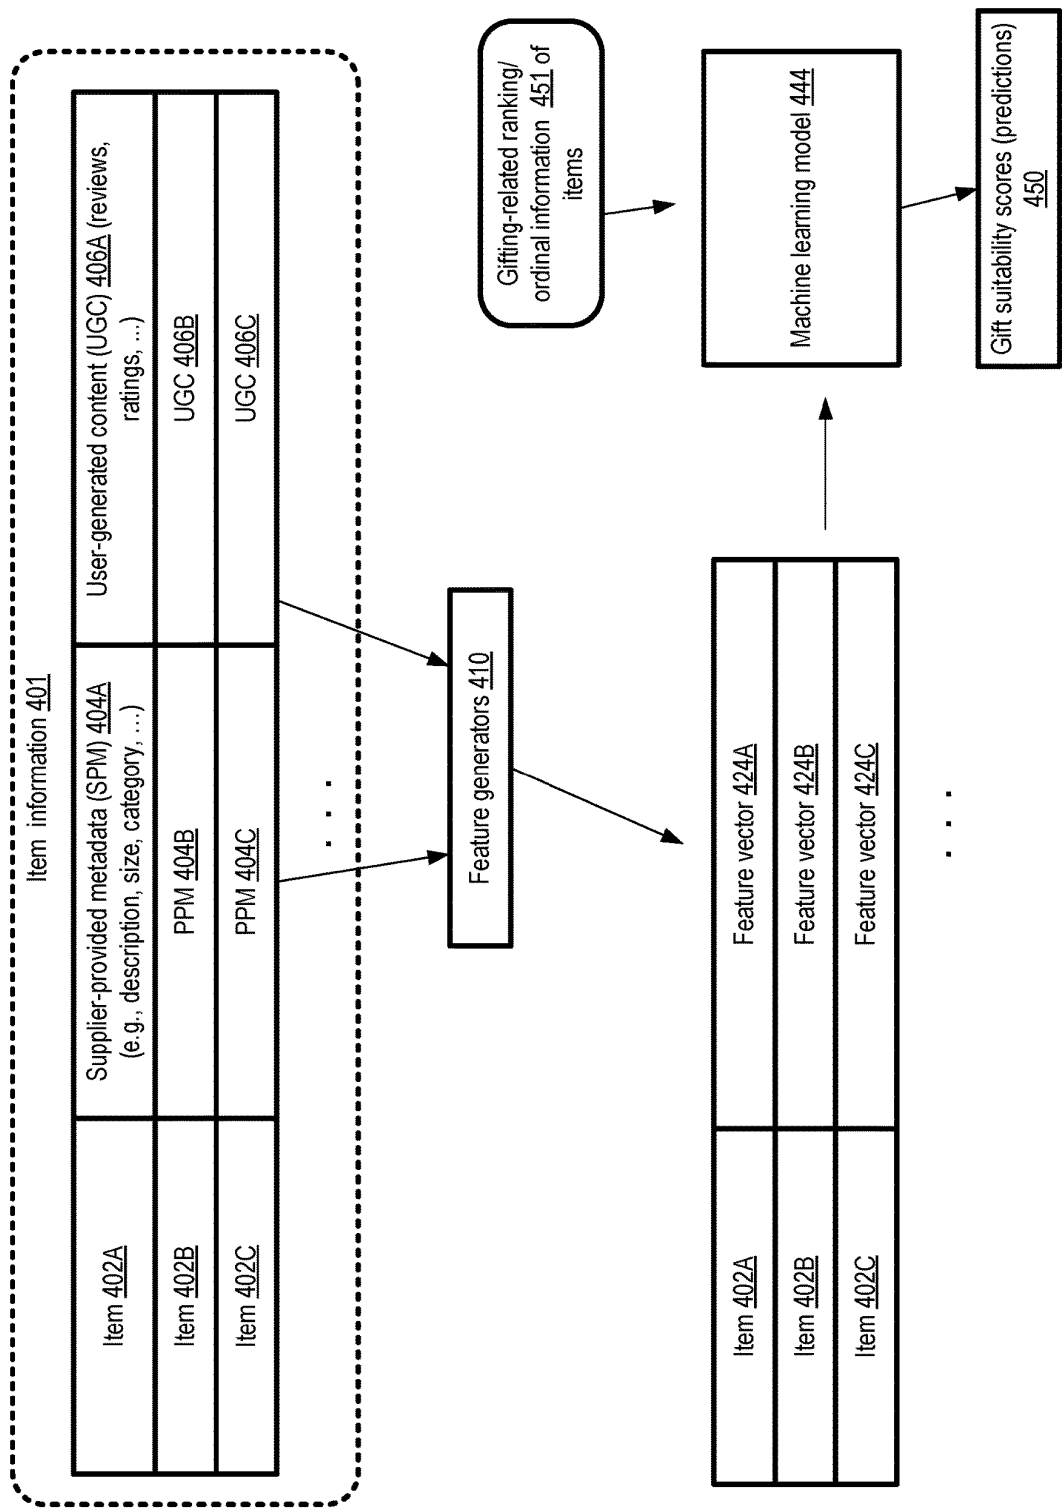 Item information 401
Item 402A
Supplier-provided metadata (SPM) 404A
(e.g., description, size, category, …)
User-generated content (UGC) 406A (reviews,
ratings, …)
Item 402B
PPM 404B
UGC 406B
Item 402C
PPM 404C
UGC 406C
. . .
Feature generators 410
Gifting-related ranking/
ordinal information 451 of
items
Item 402A
Feature vector 424A
Item 402B
Feature vector 424B
Item 402C
Feature vector 424C
. . .
Machine learning model 444
Gift suitability scores (predictions)
450